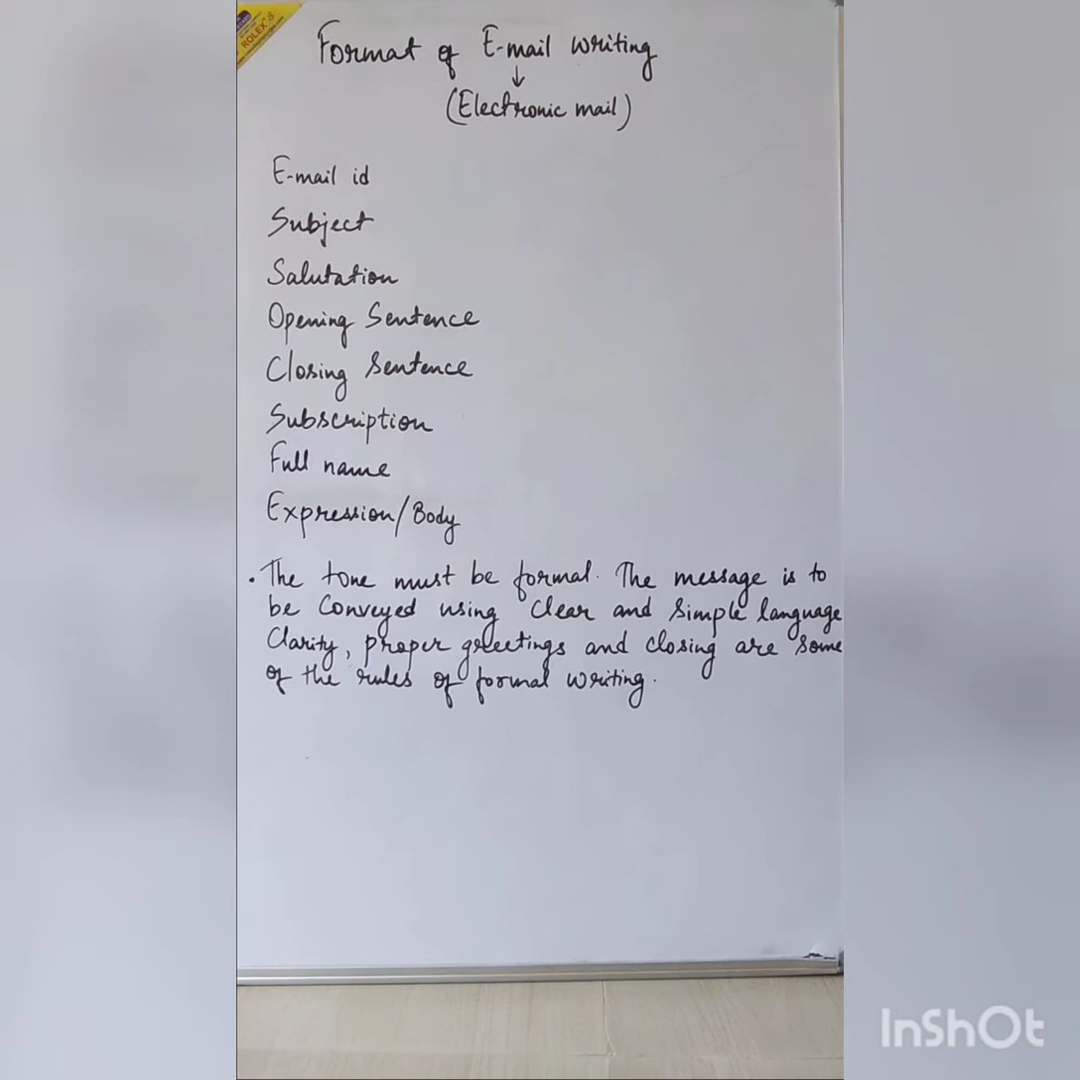 ROLEX'S
Format of E-mail writing
↓
(Electronic mail)
E-mail id
Subject
Salutation
Opening Sentence
Closing Sentence
Subscription
Full name
Expression/Body
• The tone must be formal. The message is to
be Conveyed using clear and simple language
Clarity, proper greetings and closing are some
of the rules of formal writing.
InShOt